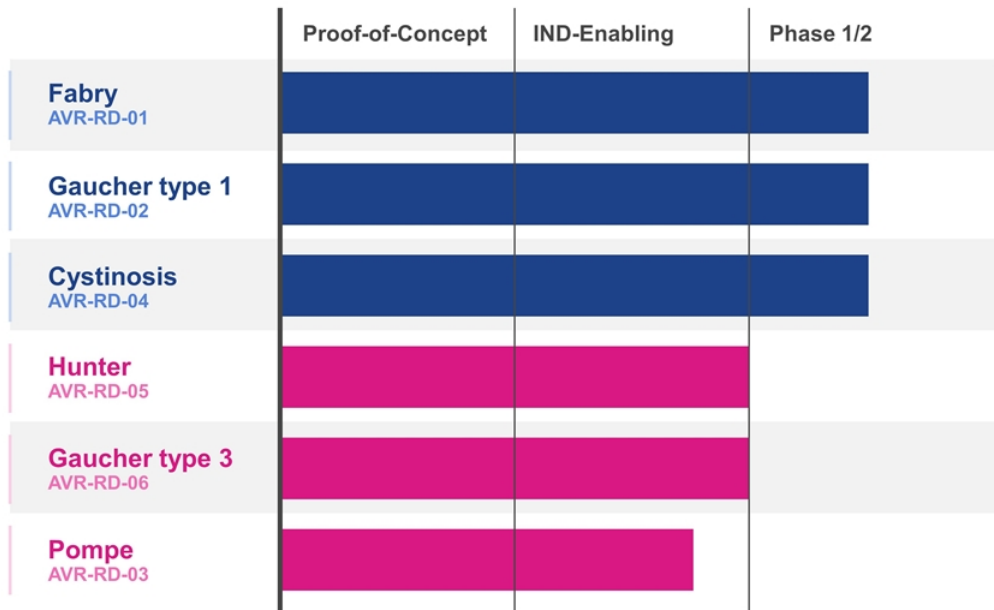 Proof-of-Concept IND-Enabling Phase 1/2
Fabry
AVR-RD-01
Gaucher type 1
AVR-RD-02
Cystinosis
AVR-RD-04
Hunter
AVR-RD-05
Gaucher type 3
AVR-RD-06
Pompe
AVR-RD-03